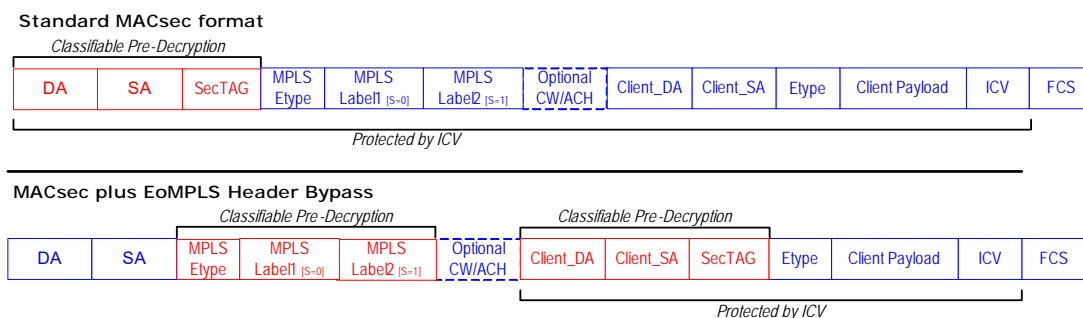 Standard MACsec format
Classifiable Pre-Decryption
DA SA SecTAG MPLS Etype MPLS Label1 [S=0] MPLS Label2 [S=1] Optional CW/ACH Client_DA Client_SA Etype Client Payload ICV FCS
Protected by ICV
MACsec plus EoMPLS Header Bypass
Classifiable Pre-Decryption Classifiable Pre-Decryption
DA SA MPLS Etype MPLS Label1 [S=0] MPLS Label2 [S=1] Optional CW/ACH Client_DA Client_SA SecTAG Etype Client Payload ICV FCS
Protected by ICV